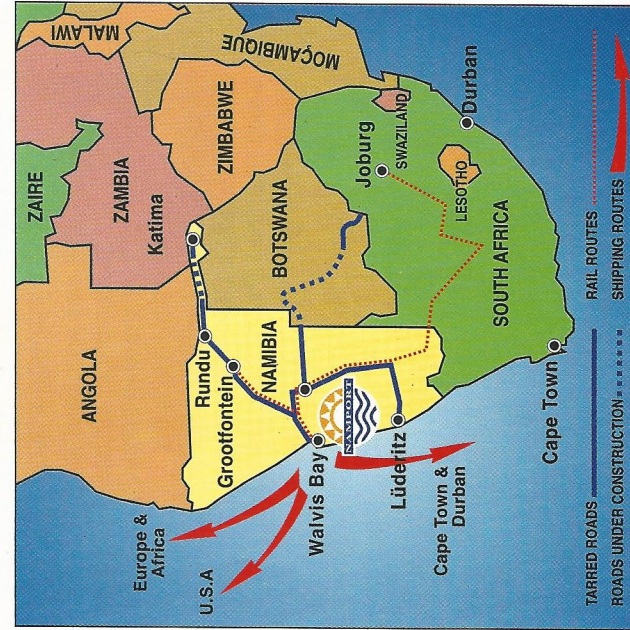 ZAIRE
MALAWI
ZAMBIA
MOÇAMBIQUE
ANGOLA
Katima
ZIMBABWE
Rundu
Grootfontein
NAMIBIA
BOTSWANA
Joburg
SWAZILAND
Durban
LESOTHO
SOUTH AFRICA
NAMPORT
Walvis Bay
Lüderitz
Cape Town
Europe &
Africa
U.S.A
Cape Town &
Durban
TARRED ROADS
RAIL ROUTES
ROADS UNDER CONSTRUCTION
SHIPPING ROUTES